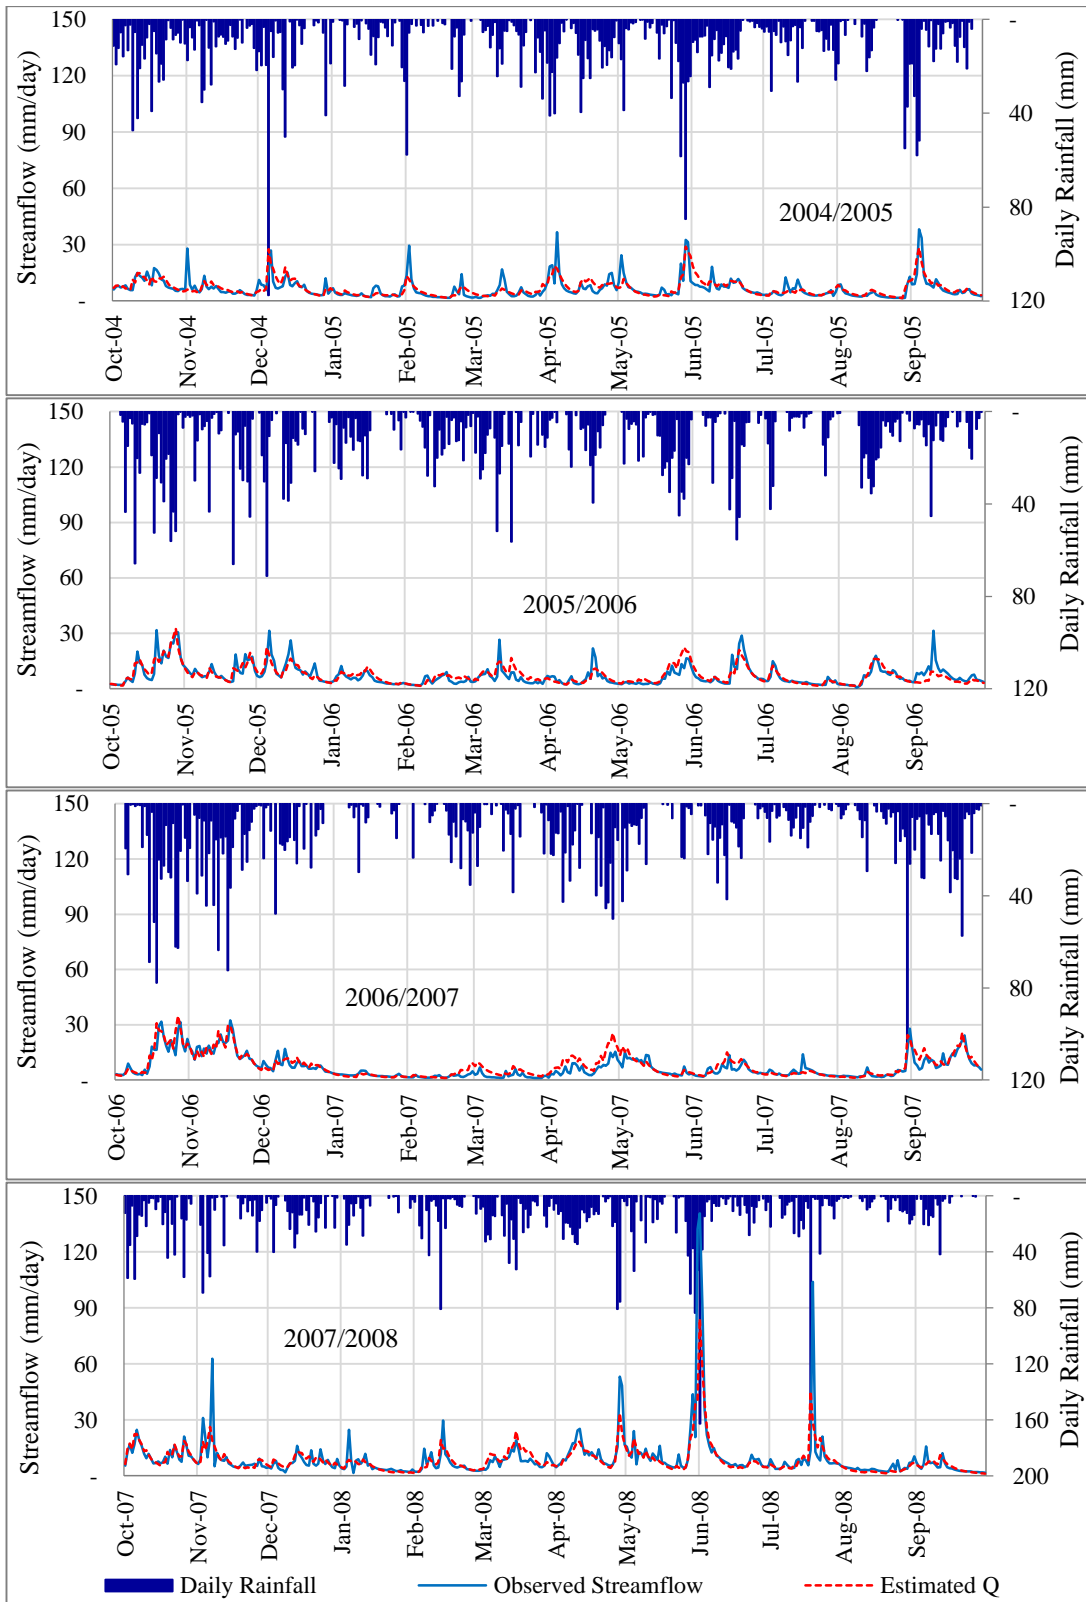 150
120
90
60
30
-
Streamflow (mm/day)
-
40
80
120
Daily Rainfall (mm)
2004/2005
Oct-04
Nov-04
Dec-04
Jan-05
Feb-05
Mar-05
Apr-05
May-05
Jun-05
Jul-05
Aug-05
Sep-05
150
120
90
60
30
-
Streamflow (mm/day)
-
40
80
120
Daily Rainfall (mm)
2005/2006
Oct-05
Nov-05
Dec-05
Jan-06
Feb-06
Mar-06
Apr-06
May-06
Jun-06
Jul-06
Aug-06
Sep-06
150
120
90
60
30
-
Streamflow (mm/day)
-
40
80
120
Daily Rainfall (mm)
2006/2007
Oct-06
Nov-06
Dec-06
Jan-07
Feb-07
Mar-07
Apr-07
May-07
Jun-07
Jul-07
Aug-07
Sep-07
150
120
90
60
30
-
Streamflow (mm/day)
-
40
80
120
160
200
Daily Rainfall (mm)
2007/2008
Oct-07
Nov-07
Dec-07
Jan-08
Feb-08
Mar-08
Apr-08
May-08
Jun-08
Jul-08
Aug-08
Sep-08
Daily Rainfall
Observed Streamflow
Estimated Q